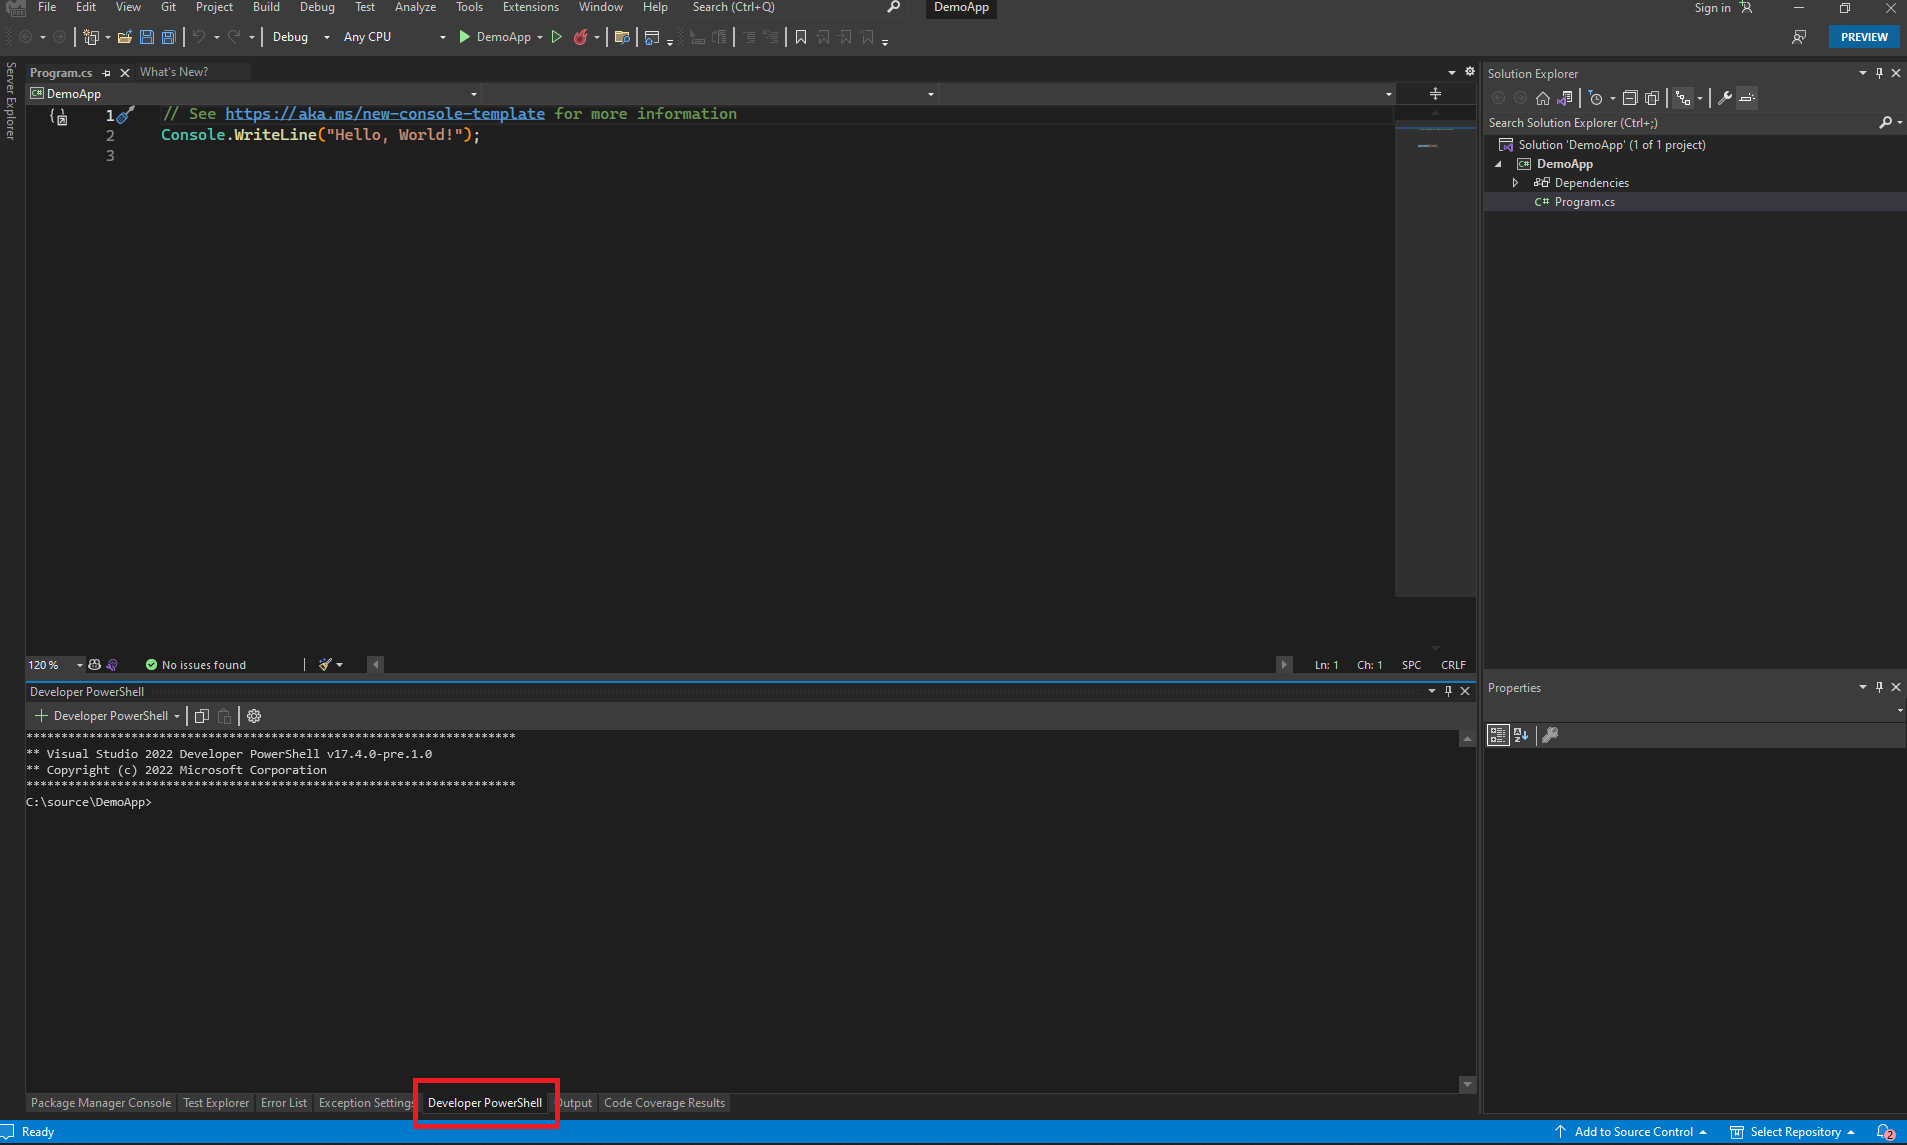 File Edit View Git Project Build Debug Test Analyze Tools Extensions Window Help Search (Ctrl+Q) DemoApp Sign in
Debug Any CPU DemoApp PREVIEW
Server Explorer
Program.cs What's New?
DemoApp
1 // See https://aka.ms/new-console-template for more information
2 Console.WriteLine("Hello, World!");
3
120 % No issues found Ln: 1 Ch: 1 SPC CRLF
Solution Explorer
Search Solution Explorer (Ctrl+;)
Solution 'DemoApp' (1 of 1 project)
C# DemoApp
Dependencies
C# Program.cs
Developer PowerShell
Developer PowerShell
**********************************************************************
** Visual Studio 2022 Developer PowerShell v17.4.0-pre.1.0
** Copyright (c) 2022 Microsoft Corporation
**********************************************************************
C:\source\DemoApp>
Properties
Package Manager Console Test Explorer Error List Exception Settings Developer PowerShell utput Code Coverage Results
Ready Add to Source Control Select Repository 2